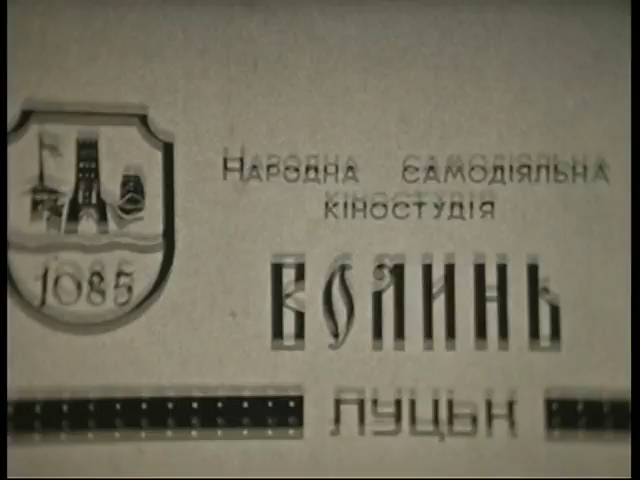 Народна самодіяльна
кіностудія
ВОЛИНЬ
1085
ЛУЦЬК